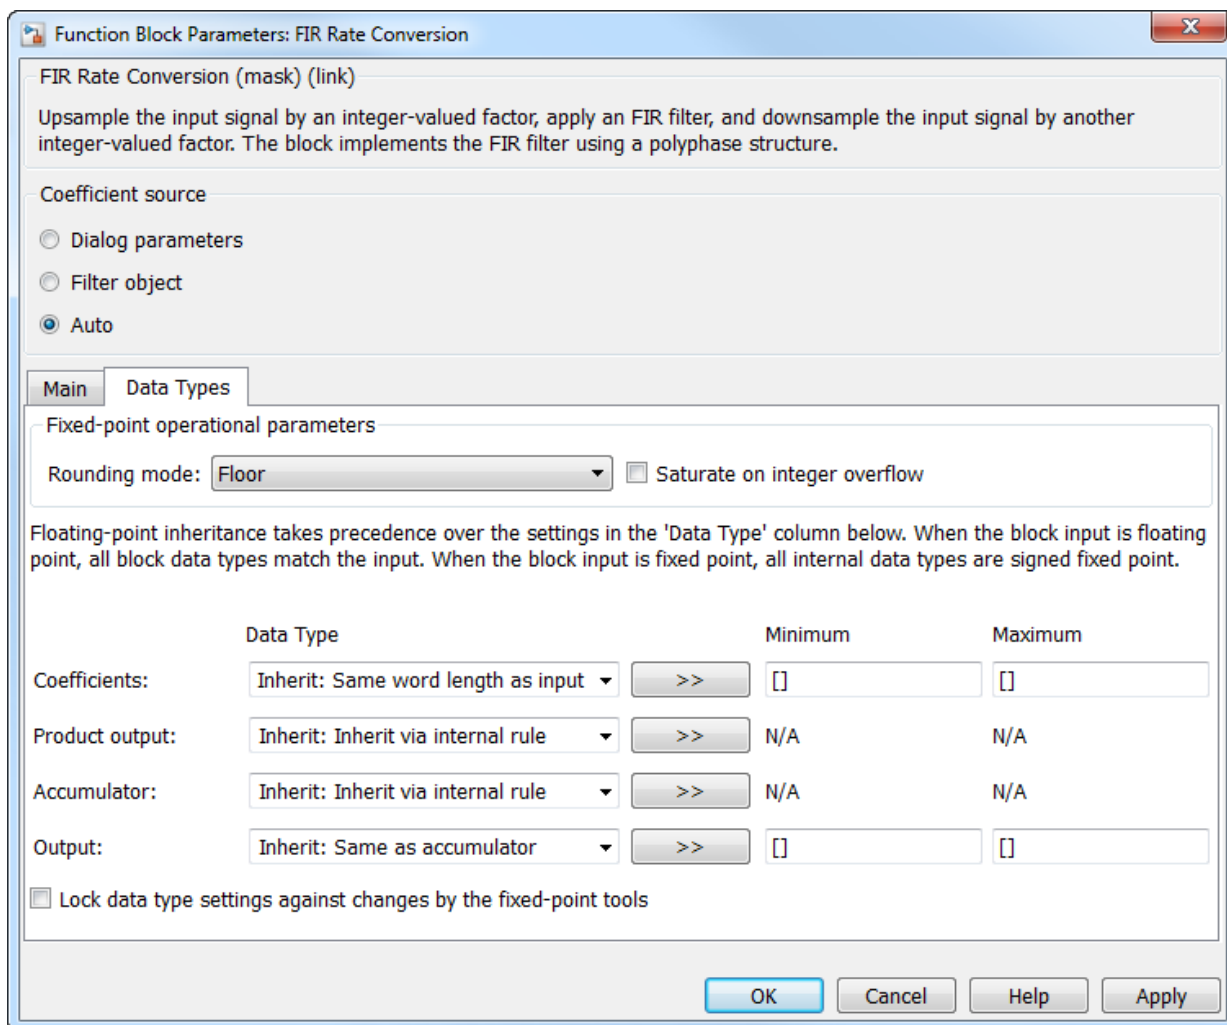 Function Block Parameters: FIR Rate Conversion
FIR Rate Conversion (mask) (link)
Upsample the input signal by an integer-valued factor, apply an FIR filter, and downsample the input signal by another
integer-valued factor. The block implements the FIR filter using a polyphase structure.
Coefficient source
Dialog parameters
Filter object
Auto
Main Data Types
Fixed-point operational parameters
Rounding mode: Floor Saturate on integer overflow
Floating-point inheritance takes precedence over the settings in the 'Data Type' column below. When the block input is floating
point, all block data types match the input. When the block input is fixed point, all internal data types are signed fixed point.
Data Type Minimum Maximum
Coefficients: Inherit: Same word length as input >> [] []
Product output: Inherit: Inherit via internal rule >> N/A N/A
Accumulator: Inherit: Inherit via internal rule >> N/A N/A
Output: Inherit: Same as accumulator >> [] []
Lock data type settings against changes by the fixed-point tools
OK Cancel Help Apply